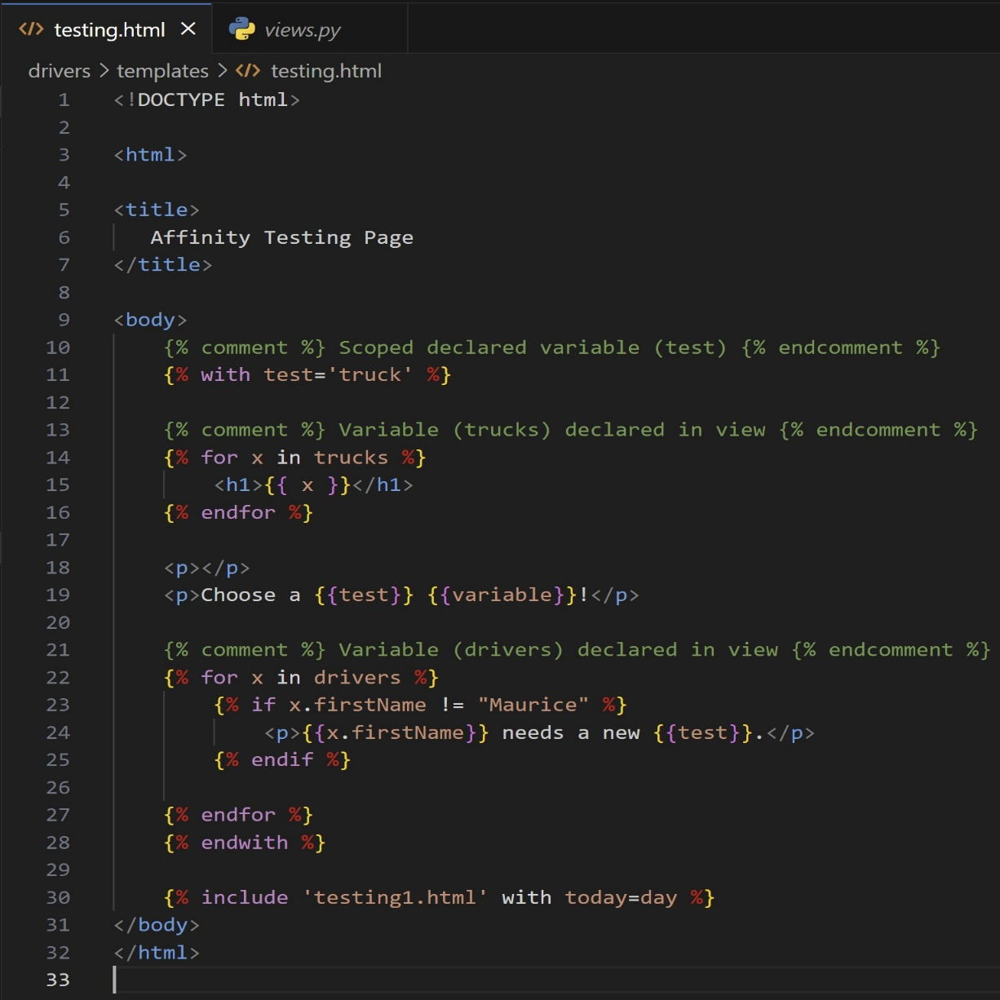 testing.html ×
views.py
drivers > templates > </> testing.html
1 <!DOCTYPE html>
2
3 <html>
4
5 <title>
6 Affinity Testing Page
7 </title>
8
9 <body>
10 {% comment %} Scoped declared variable (test) {% endcomment %}
11 {% with test='truck' %}
12
13 {% comment %} Variable (trucks) declared in view {% endcomment %}
14 {% for x in trucks %}
15 <h1>{{ x }}</h1>
16 {% endfor %}
17
18 <p></p>
19 <p>Choose a {{test}} {{variable}}!</p>
20
21 {% comment %} Variable (drivers) declared in view {% endcomment %}
22 {% for x in drivers %}
23 {% if x.firstName != "Maurice" %}
24 <p>{{x.firstName}} needs a new {{test}}.</p>
25 {% endif %}
26
27 {% endfor %}
28 {% endwith %}
29
30 {% include 'testing1.html' with today=day %}
31 </body>
32 </html>
33